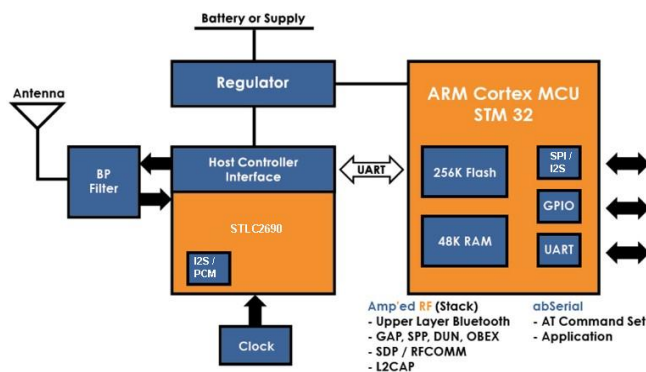 Battery or Supply
Antenna
Regulator
ARM Cortex MCU
STM 32
BP
Filter
Host Controller
Interface
UART
256K Flash
SPI /
I2S
STLC2690
GPIO
48K RAM
UART
I2S /
PCM
Clock
Amp'ed RF (Stack)
- Upper Layer Bluetooth
- GAP, SPP, DUN, OBEX
- SDP / RFCOMM
- L2CAP
abSerial
- AT Command Set
- Application